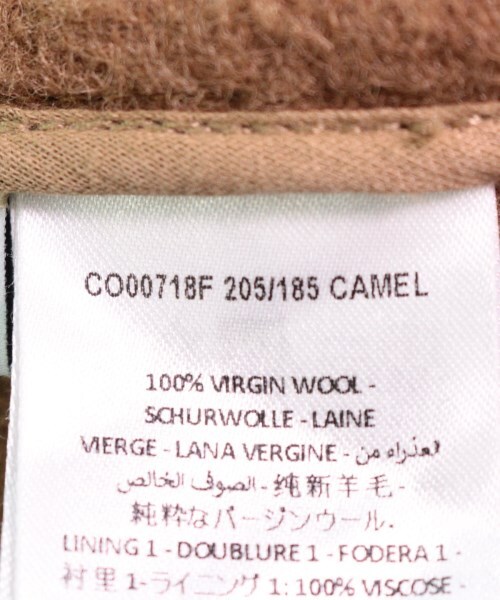 CO00718F 205/185 CAMEL
100% VIRGIN WOOL -
SCHURWOLLE - LAINE
VIERGE - LANA VERGINE - العذراء من
الصوف الخالص - 纯新羊毛 -
純粋なバージンウール.
LINING 1 - DOUBLURE 1 - FODERA 1 -
衬里 1-ライニング 1: 100% VISCOSE -